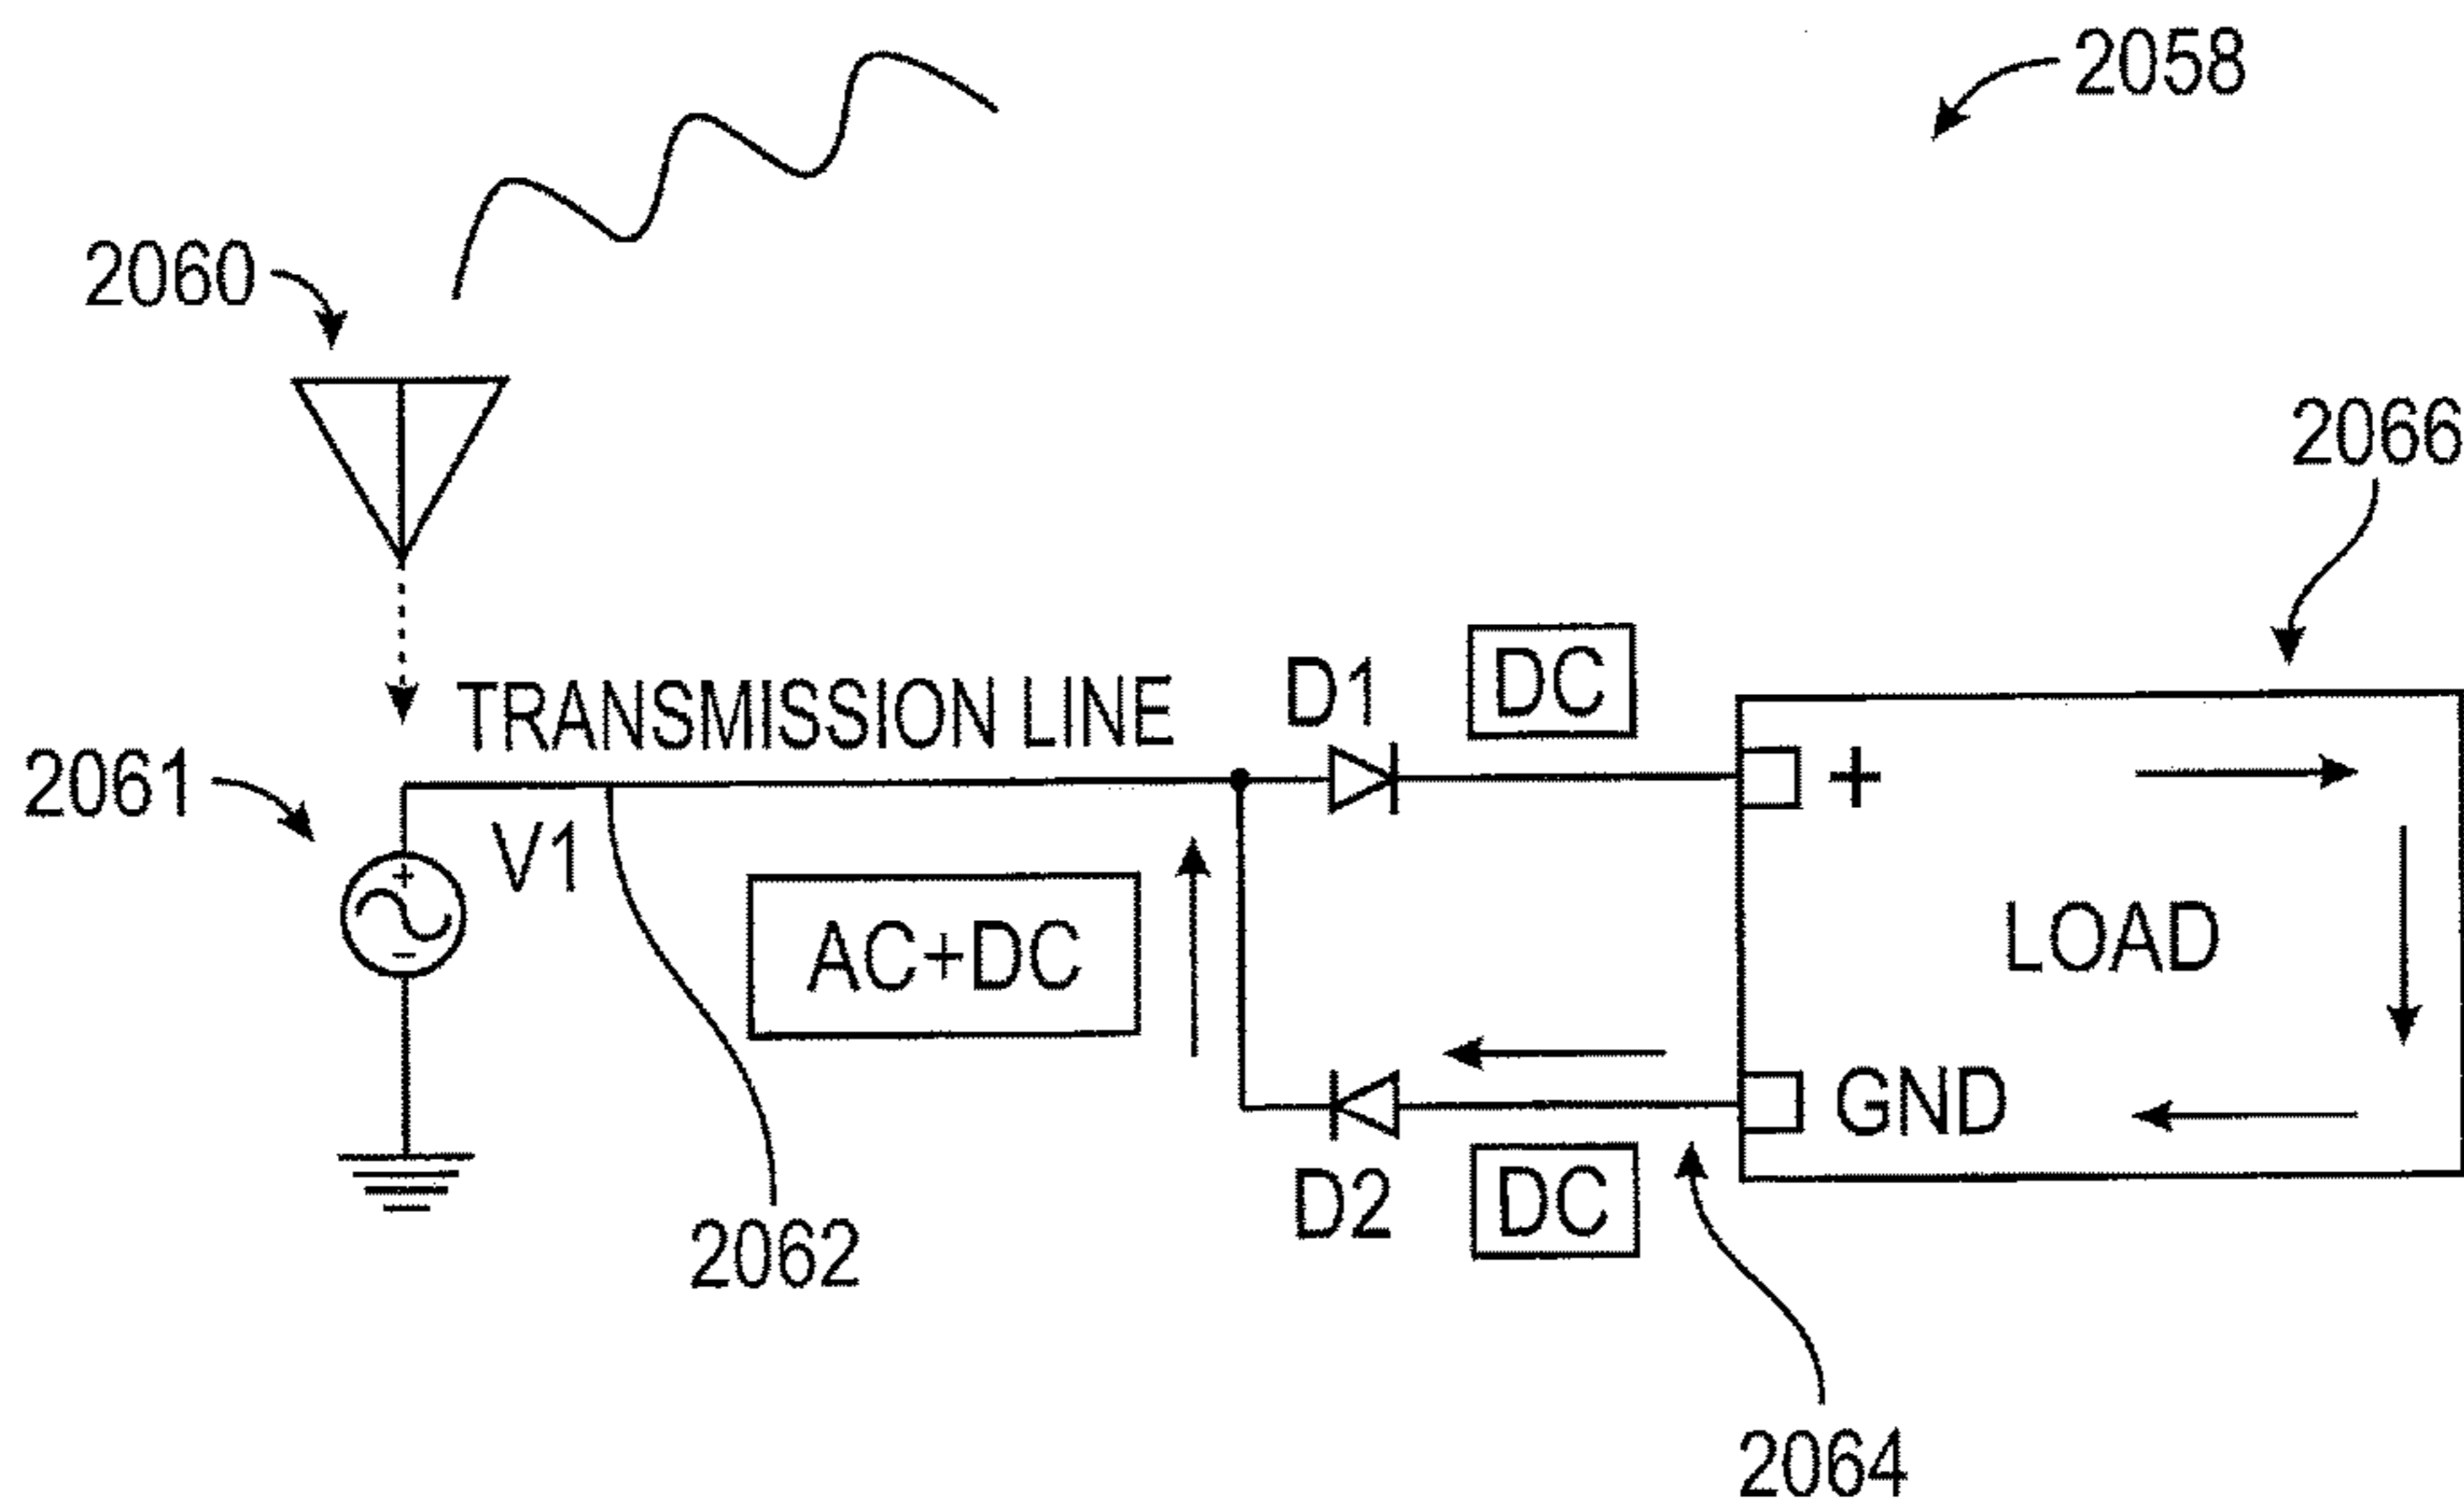 2058
2060
2066
TRANSMISSION LINE
D1
DC
2061
V1
+
+
−
AC+DC
LOAD
GND
D2
DC
2062
2064